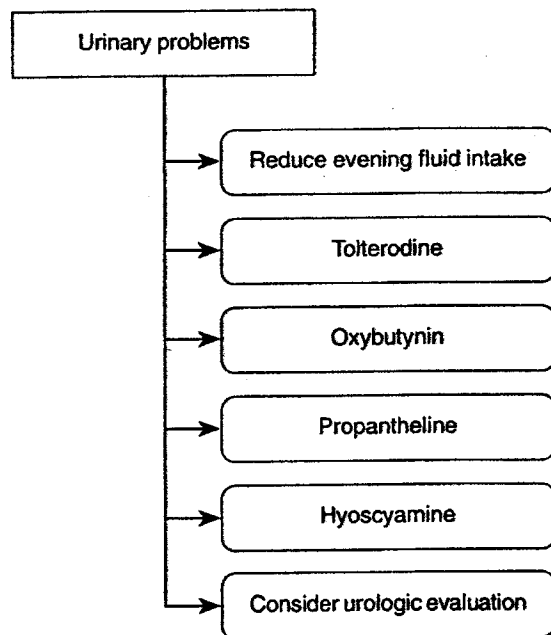 Urinary problems
Reduce evening fluid intake
Tolterodine
Oxybutynin
Propantheline
Hyoscyamine
Consider urologic evaluation